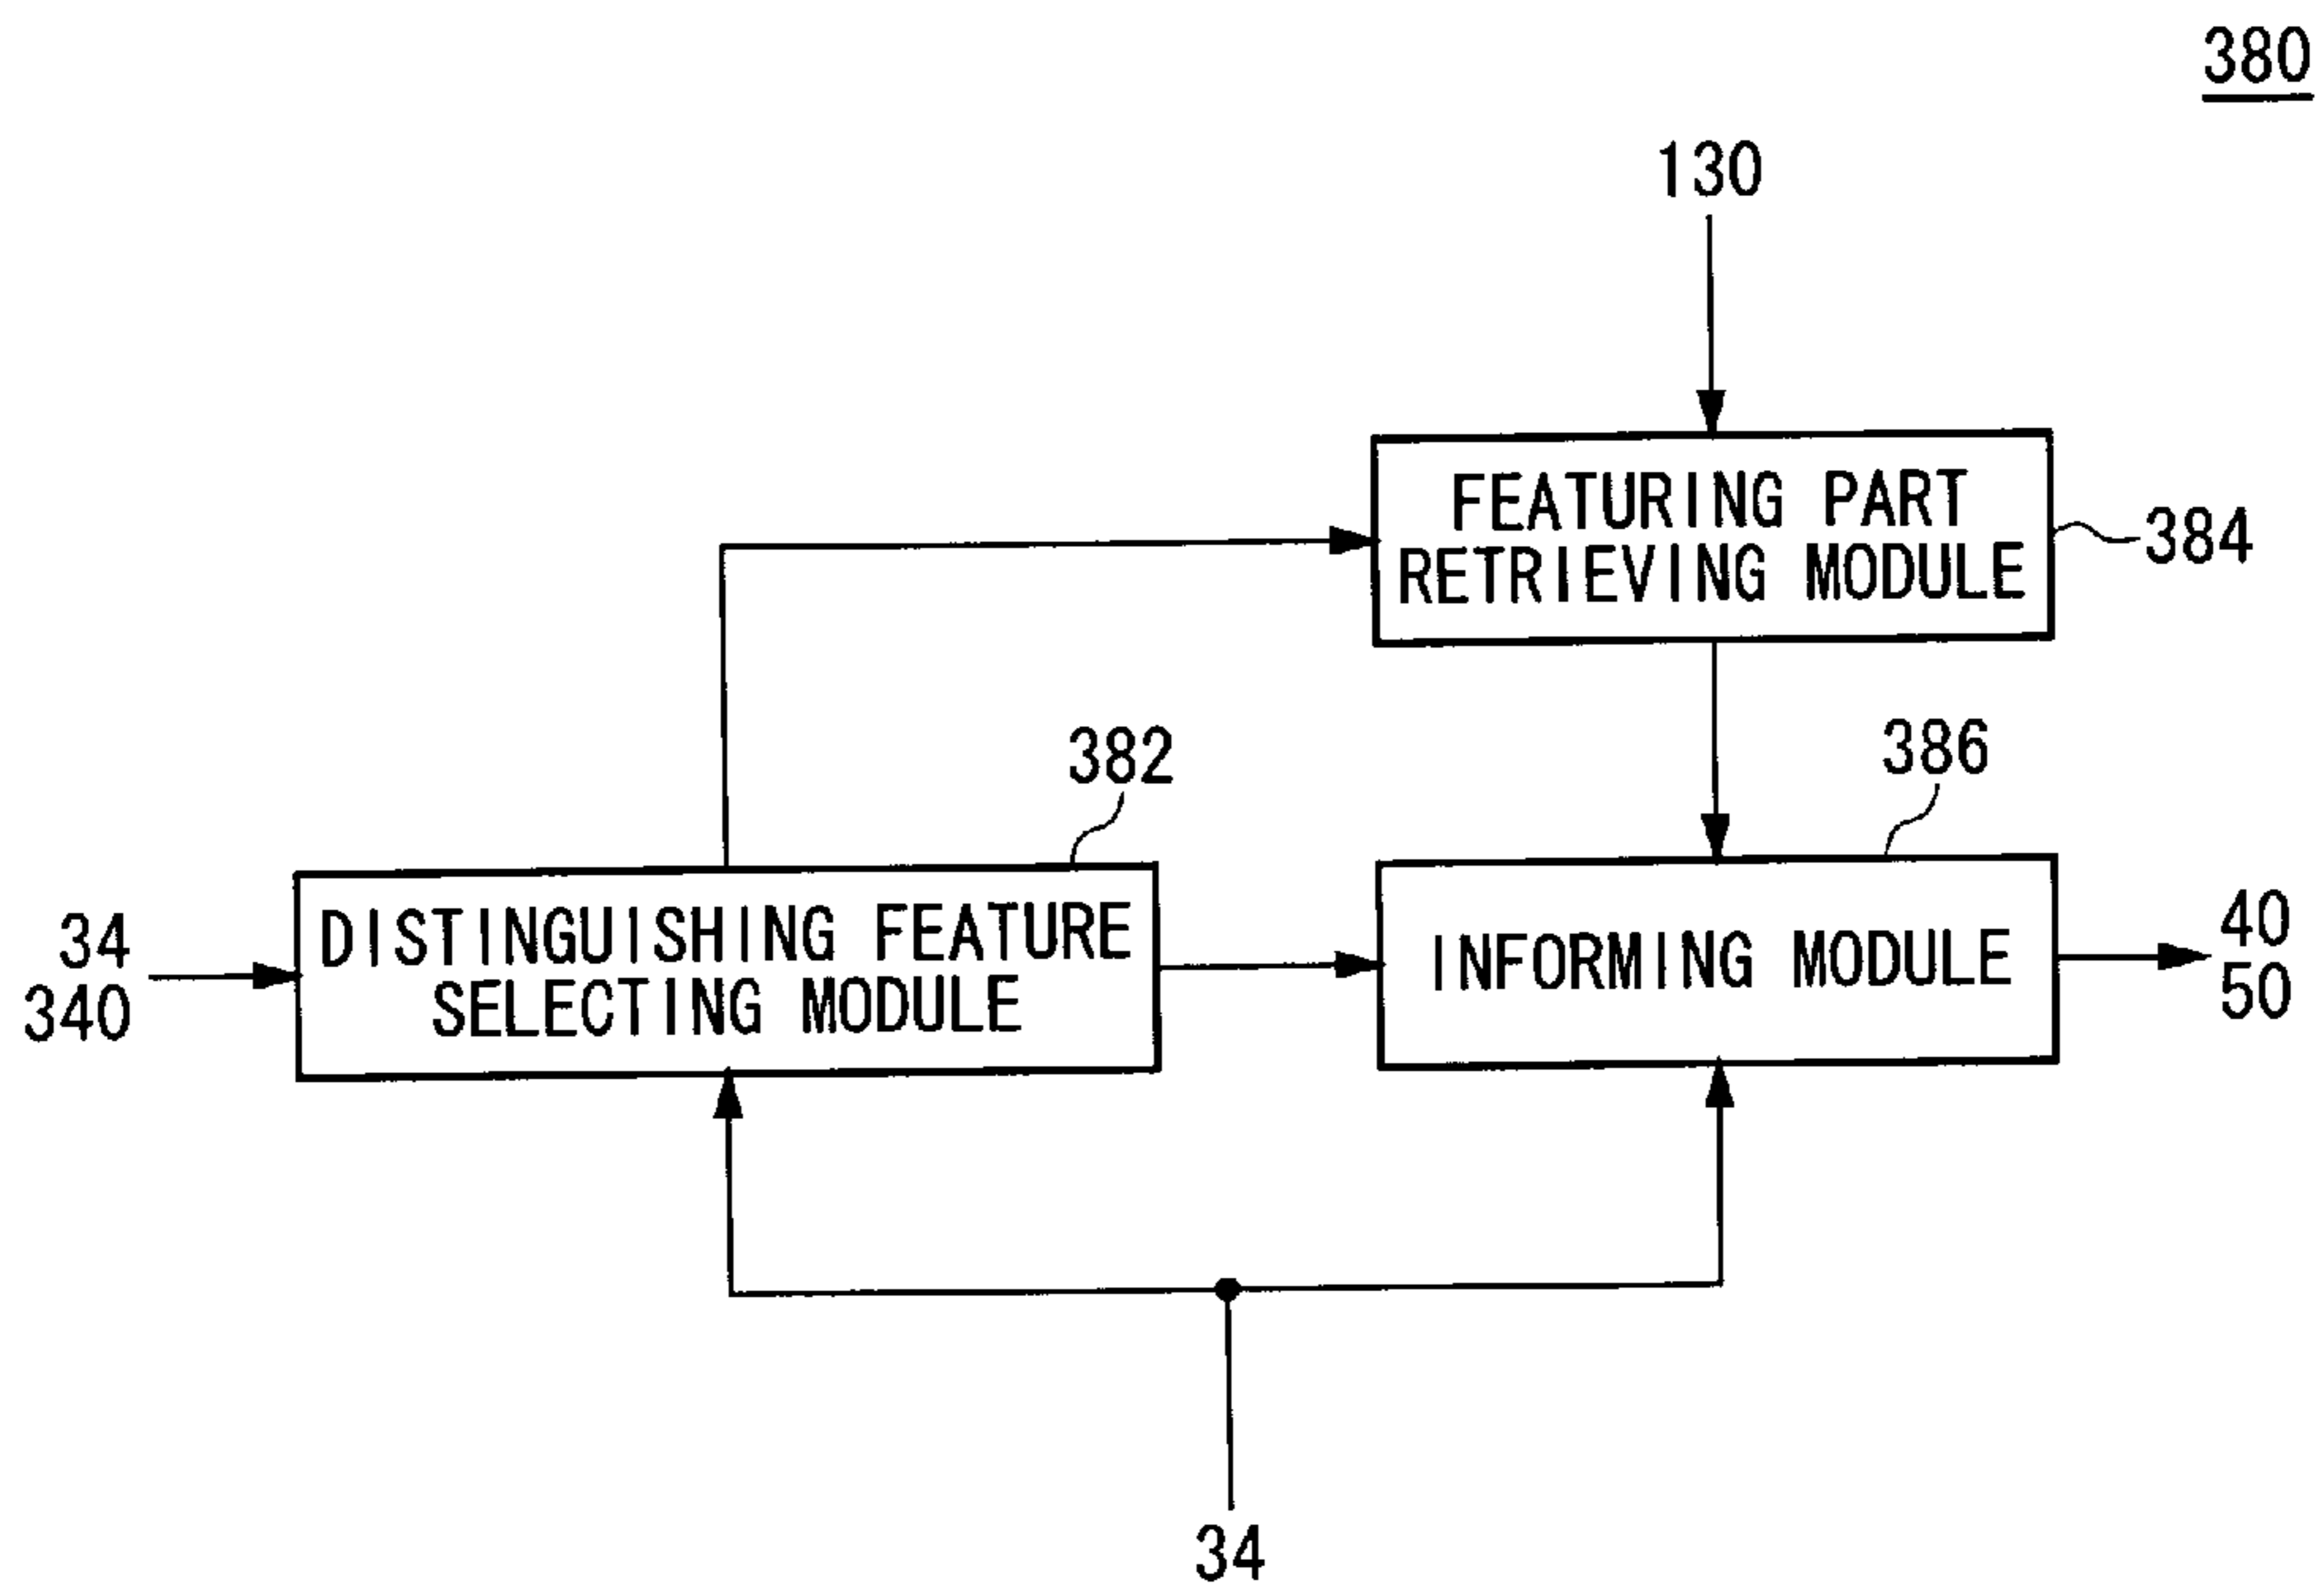 380
130
FEATURING PART
RETRIEVING MODULE
384
382
386
34
340
DISTINGUISHING FEATURE
SELECTING MODULE
INFORMING MODULE
40
50
34